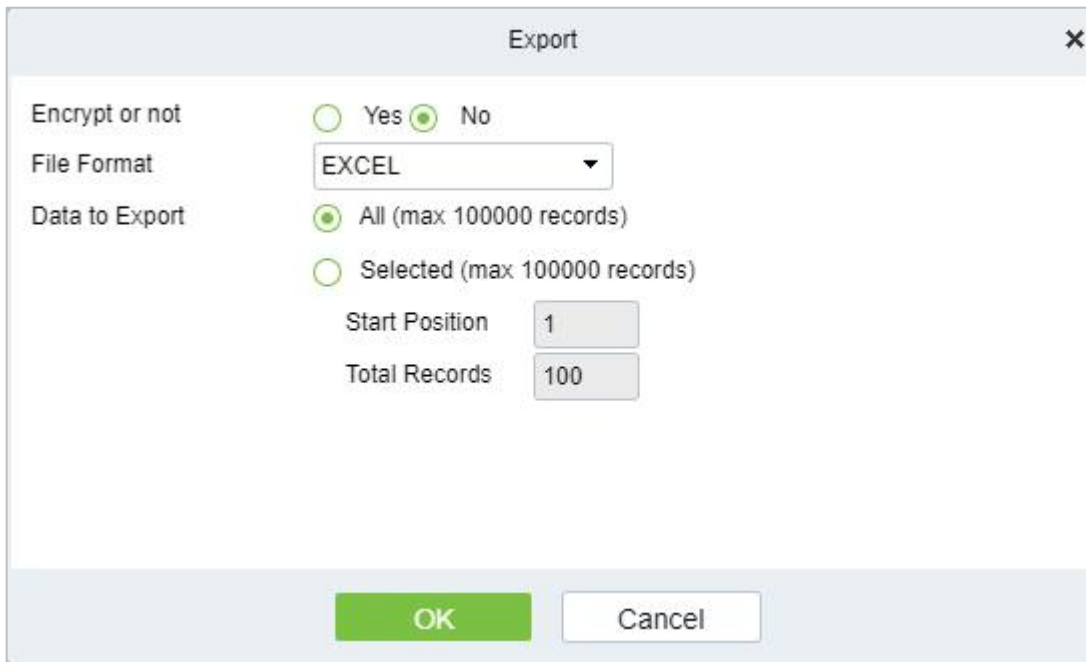 Export
Encrypt or not Yes No
File Format EXCEL
Data to Export All (max 100000 records)
Selected (max 100000 records)
Start Position 1
Total Records 100
OK Cancel